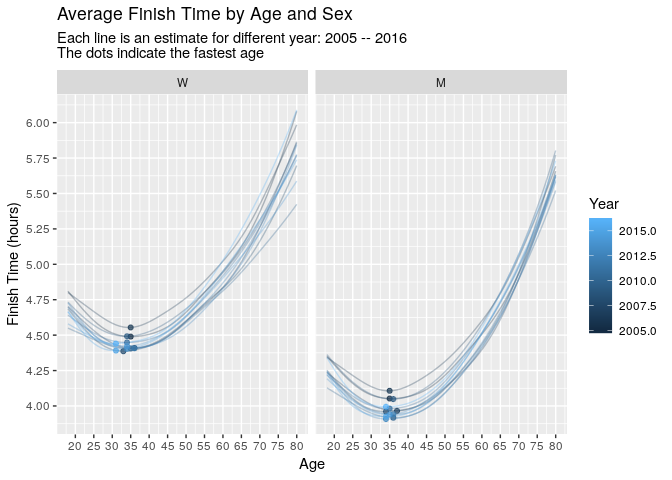 Average Finish Time by Age and Sex
Each line is an estimate for different year: 2005 -- 2016
The dots indicate the fastest age
W M
6.00
5.75
5.50
5.25
5.00
4.75
4.50
4.25
4.00
Finish Time (hours)
20 25 30 35 40 45 50 55 60 65 70 75 80 20 25 30 35 40 45 50 55 60 65 70 75 80
Age
Year
2015.0
2012.5
2010.0
2007.5
2005.0